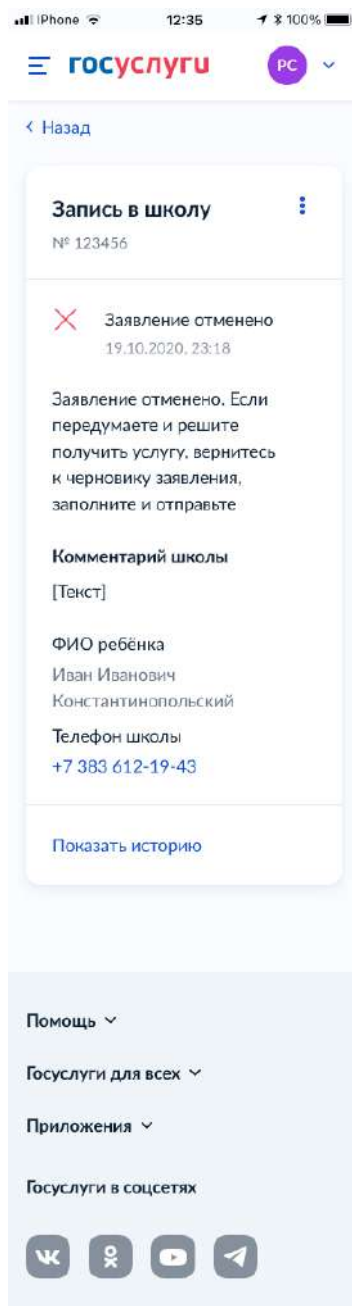 iPhone 12:35 100%
госуслуги РС
Назад
Запись в школу
№ 123456
Заявление отменено
19.10.2020, 23:18
Заявление отменено. Если
передумаете и решите
получить услугу, вернитесь
к черновику заявления,
заполните и отправьте
Комментарий школы
[Текст]
ФИО ребёнка
Иван Иванович
Константинопольский
Телефон школы
+7 383 612-19-43
Показать историю
Помощь
Госуслуги для всех
Приложения
Госуслуги в соцсетях